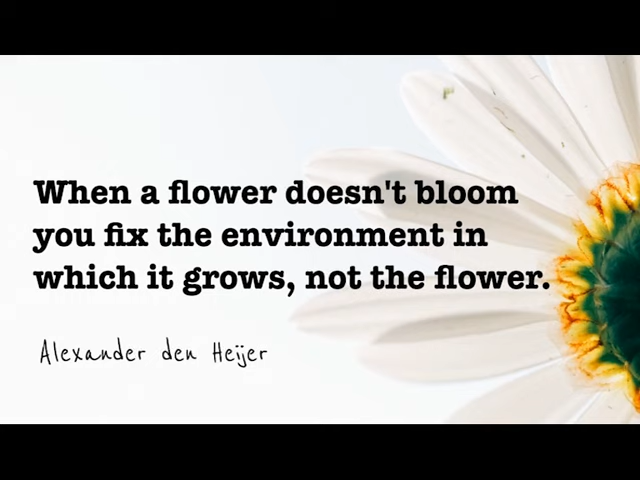 When a flower doesn't bloom
you fix the environment in
which it grows, not the flower.
Alexander den Heijer